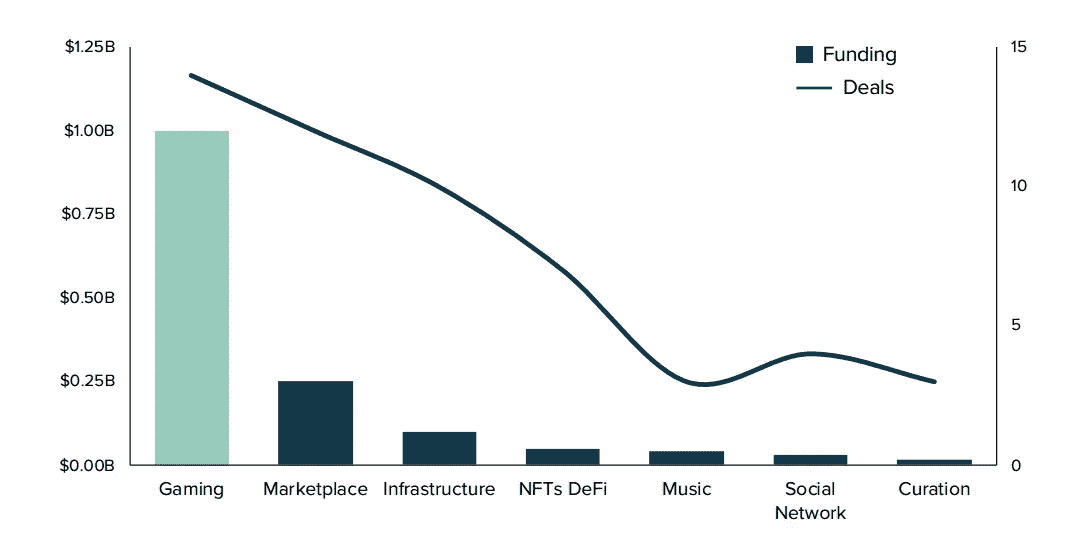 $1.25B
$1.00B
$0.75B
$0.50B
$0.25B
$0.00B
Funding
Deals
15
10
5
0
Gaming Marketplace Infrastructure NFTs DeFi Music Social Curation
Network